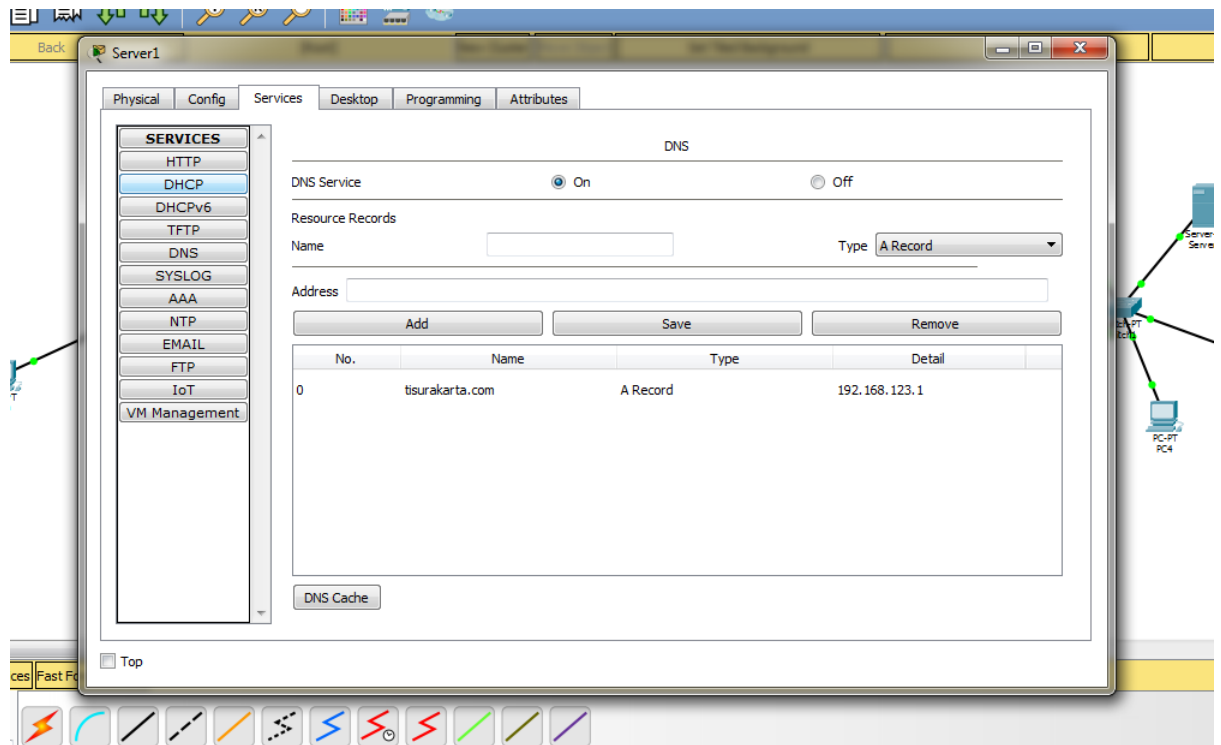 Back
Server1
Physical Config Services Desktop Programming Attributes
SERVICES
HTTP
DHCP
DHCPv6
TFTP
DNS
SYSLOG
AAA
NTP
EMAIL
FTP
IoT
VM Management
DNS
DNS Service On Off
Resource Records
Name Type A Record
Address
Add Save Remove
No. Name Type Detail
0 tisurakarta.com A Record 192.168.123.1
DNS Cache
Top
PC-PT
PC4